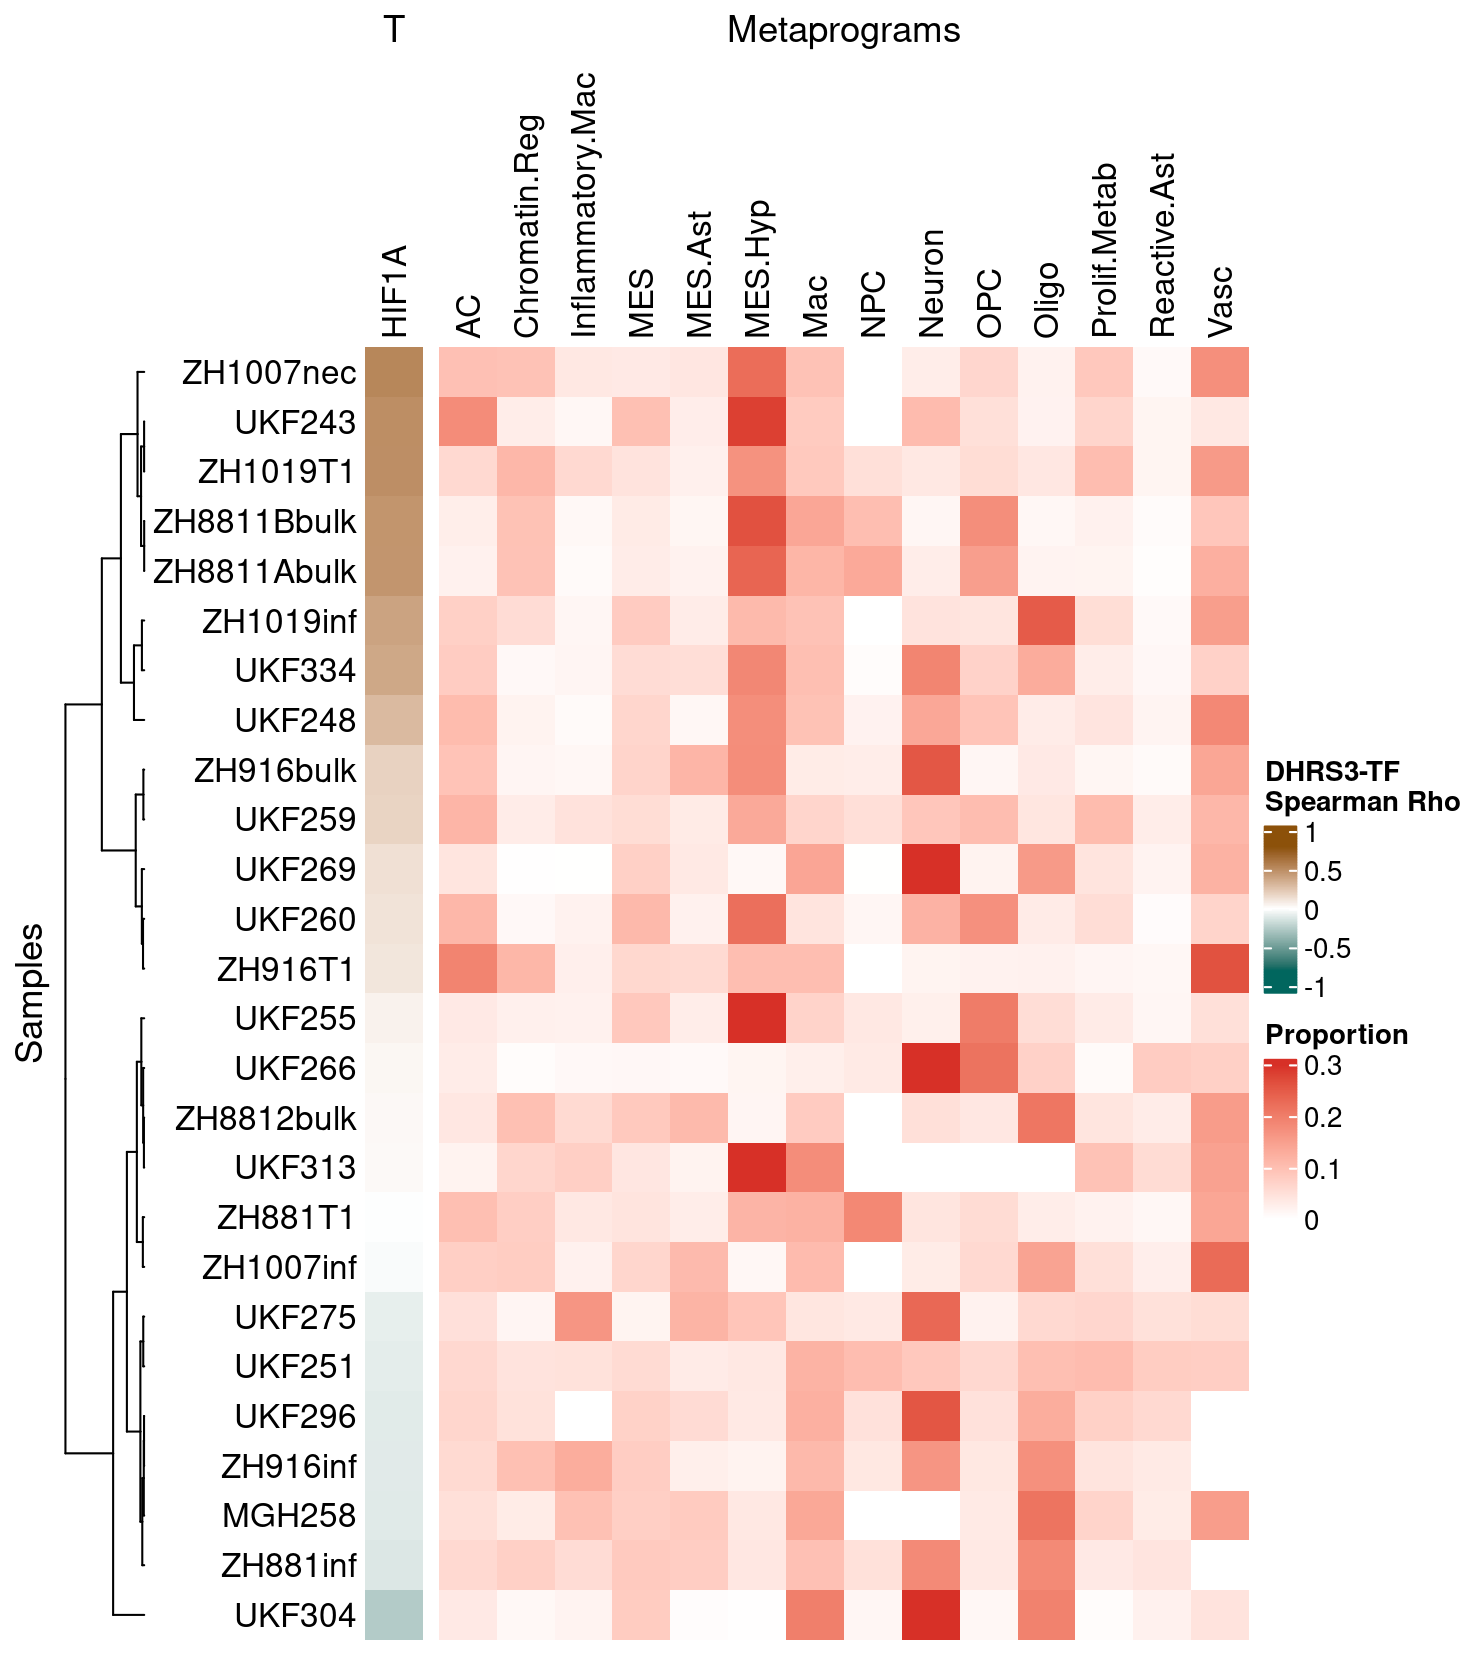 T
Metaprograms
HIF1A
AC
Chromatin.Reg
Inflammatory.Mac
MES
MES.Ast
MES.Hyp
Mac
NPC
Neuron
OPC
Oligo
Prolif.Metab
Reactive.Ast
Vasc
Samples
ZH1007nec
UKF243
ZH1019T1
ZH8811Bbulk
ZH8811Abulk
ZH1019inf
UKF334
UKF248
ZH916bulk
UKF259
UKF269
UKF260
ZH916T1
UKF255
UKF266
ZH8812bulk
UKF313
ZH881T1
ZH1007inf
UKF275
UKF251
UKF296
ZH916inf
MGH258
ZH881inf
UKF304
DHRS3-TF
Spearman Rho
1
0.5
0
-0.5
-1
Proportion
0.3
0.2
0.1
0